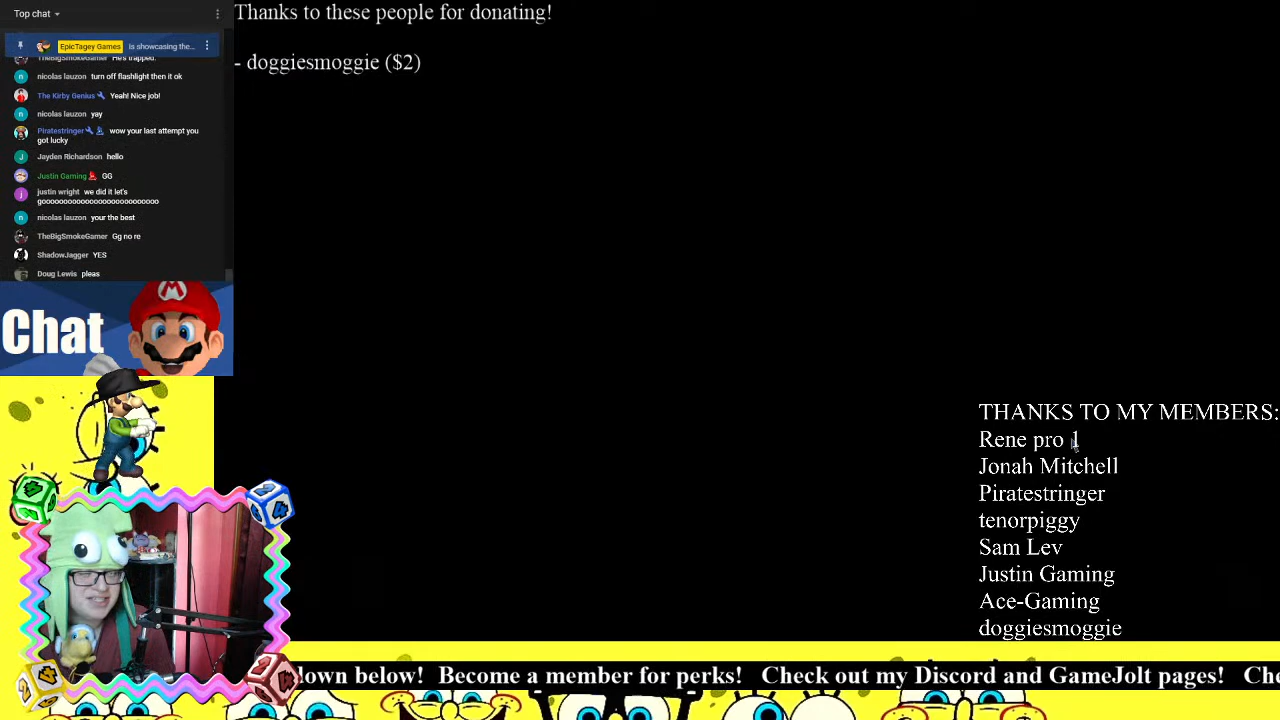 Top chat
Thanks to these people for donating!
EpicTagey Games is showcasing the...
- doggiesmoggie ($2)
TheBigSmokeGamer He's trapped.
nicolas lauzon turn off flashlight then it ok
The Kirby Genius Yeah! Nice job!
nicolas lauzon yay
Piratestringer wow your last attempt you
got lucky
Jayden Richardson hello
Justin Gaming GG
justin wright we did it let's
gooooooooooooooooooooooooooo
nicolas lauzon your the best
TheBigSmokeGamer Gg no re
ShadowJagger YES
Doug Lewis pleas
Chat
THANKS TO MY MEMBERS:
Rene pro 1
Jonah Mitchell
Piratestringer
tenorpiggy
Sam Lev
Justin Gaming
Ace-Gaming
doggiesmoggie
down below! Become a member for perks! Check out my Discord and GameJolt pages! Che